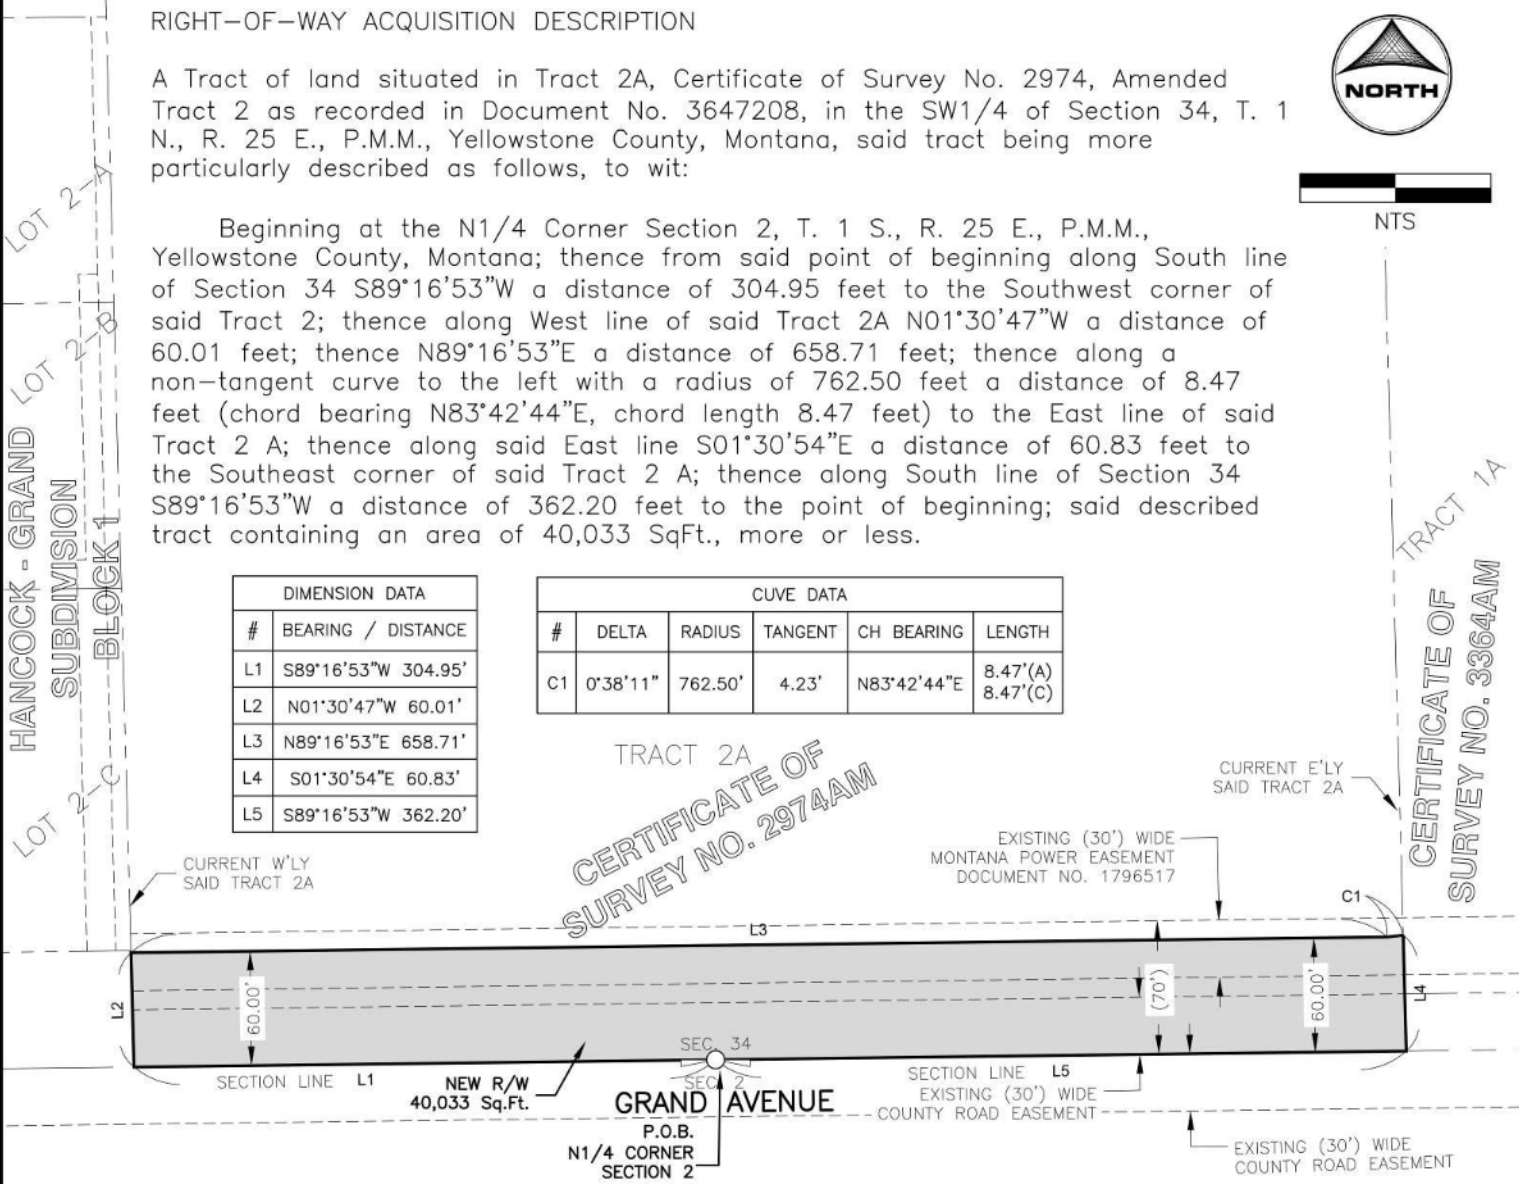 RIGHT-OF-WAY ACQUISITION DESCRIPTION
A Tract of land situated in Tract 2A, Certificate of Survey No. 2974, Amended
Tract 2 as recorded in Document No. 3647208, in the SW1/4 of Section 34, T. 1
N., R. 25 E., P.M.M., Yellowstone County, Montana, said tract being more
particularly described as follows, to wit:
Beginning at the N1/4 Corner Section 2, T. 1 S., R. 25 E., P.M.M.,
Yellowstone County, Montana; thence from said point of beginning along South line
of Section 34 S89°16'53"W a distance of 304.95 feet to the Southwest corner of
said Tract 2; thence along West line of said Tract 2A N01°30'47"W a distance of
60.01 feet; thence N89°16'53"E a distance of 658.71 feet; thence along a
non-tangent curve to the left with a radius of 762.50 feet a distance of 8.47
feet (chord bearing N83°42'44"E, chord length 8.47 feet) to the East line of said
Tract 2 A; thence along said East line S01°30'54"E a distance of 60.83 feet to
the Southeast corner of said Tract 2 A; thence along South line of Section 34
S89°16'53"W a distance of 362.20 feet to the point of beginning; said described
tract containing an area of 40,033 SqFt., more or less.
NORTH
NTS
LOT 2-A
LOT 2-B
LOT 2-C
HANCOCK - GRAND
SUBDIVISION
BLOCK 1
DIMENSION DATA
# BEARING / DISTANCE
L1 S89°16'53"W 304.95'
L2 N01°30'47"W 60.01'
L3 N89°16'53"E 658.71'
L4 S01°30'54"E 60.83'
L5 S89°16'53"W 362.20'
CUVE DATA
# DELTA RADIUS TANGENT CH BEARING LENGTH
C1 0°38'11" 762.50' 4.23' N83°42'44"E 8.47'(A)
8.47'(C)
TRACT 1A
CERTIFICATE OF
SURVEY NO. 3364AM
TRACT 2A
CERTIFICATE OF
SURVEY NO. 2974AM
CURRENT E'LY
SAID TRACT 2A
CURRENT W'LY
SAID TRACT 2A
EXISTING (30') WIDE
MONTANA POWER EASEMENT
DOCUMENT NO. 1796517
C1
L3
L2
60.00'
(70')
60.00'
L4
SEC. 34
SEC. 2
SECTION LINE L1
NEW R/W
40,033 Sq.Ft.
GRAND AVENUE
P.O.B.
N1/4 CORNER
SECTION 2
SECTION LINE L5
EXISTING (30') WIDE
COUNTY ROAD EASEMENT
EXISTING (30') WIDE
COUNTY ROAD EASEMENT